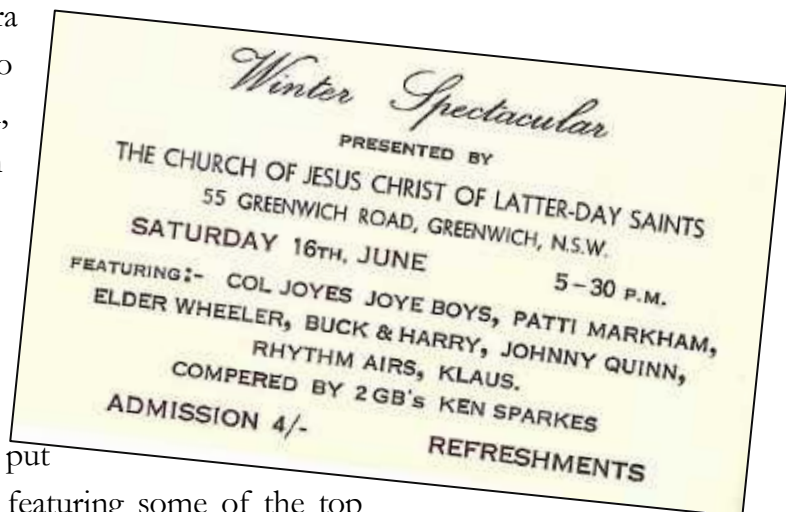 ra
o
Winter Spectacular
PRESENTED BY
THE CHURCH OF JESUS CHRIST OF LATTER-DAY SAINTS
55 GREENWICH ROAD, GREENWICH, N.S.W.
SATURDAY 16TH, JUNE 5-30 P.M.
FEATURING:- COL JOYES JOYE BOYS, PATTI MARKHAM,
ELDER WHEELER, BUCK & HARRY, JOHNNY QUINN,
RHYTHM AIRS, KLAUS.
COMPERED BY 2GB's KEN SPARKES
ADMISSION 4/- REFRESHMENTS
put
featuring some of the top